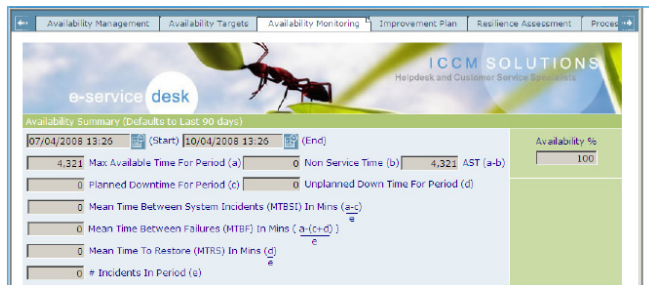 Availability Management Availability Targets Availability Monitoring Improvement Plan Resilience Assessment Proces
ICCM SOLUTIONS
Helpdesk and Customer Service Specialists
e-service desk
Availability Summary (Defaults to Last 90 days)
07/04/2008 13:26 (Start) 10/04/2008 13:26 (End) Availability %
4,321 Max Available Time For Period (a) 0 Non Service Time (b) 4,321 AST (a-b) 100
0 Planned Downtime For Period (c) 0 Unplanned Down Time For Period (d)
0 Mean Time Between System Incidents (MTBSI) In Mins (a-c)
e
0 Mean Time Between Failures (MTBF) In Mins ( a-(c+d) )
e
0 Mean Time To Restore (MTRS) In Mins (d)
e
0 # Incidents In Period (e)